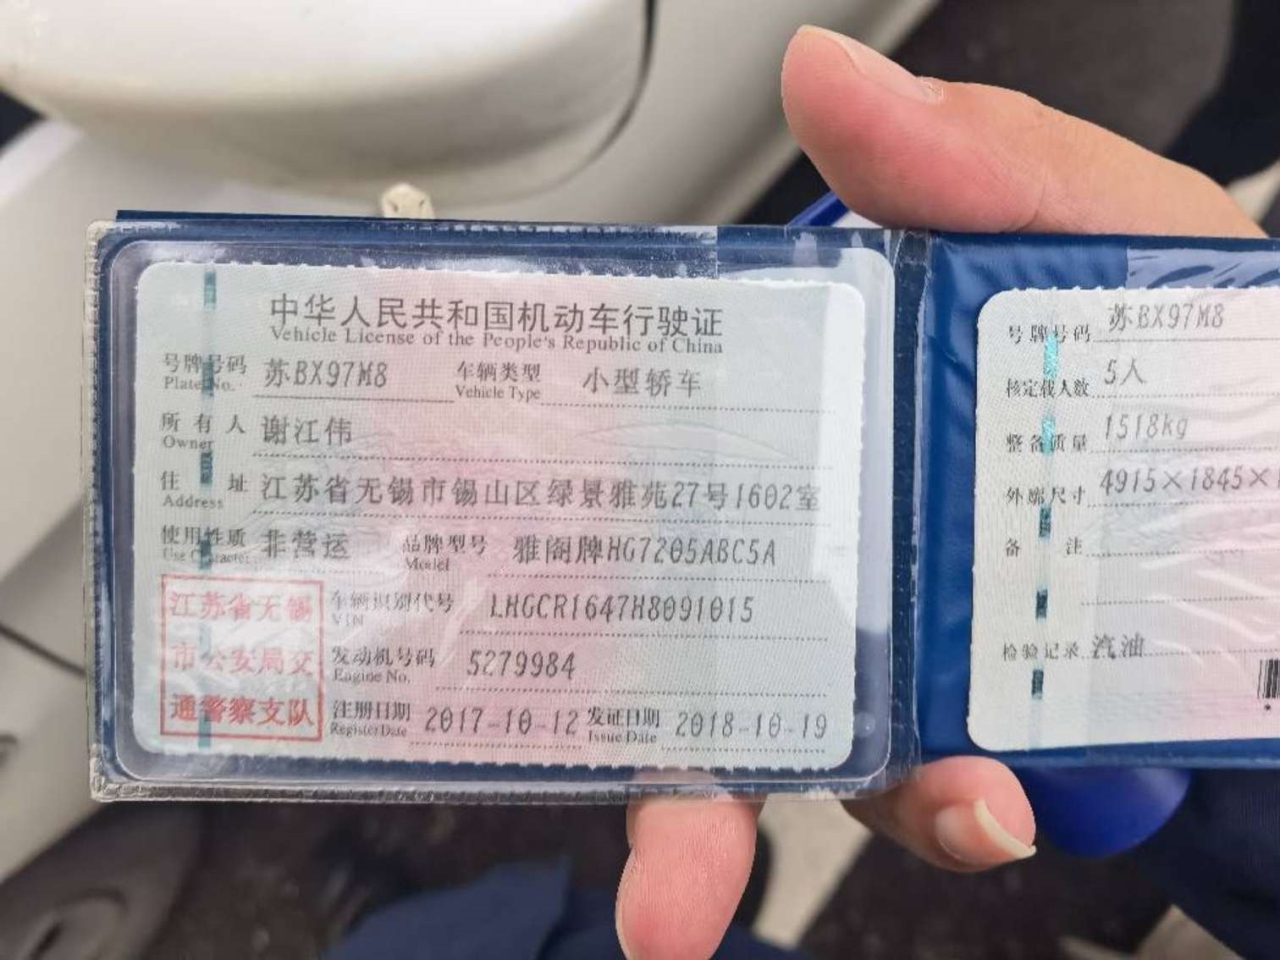 中华人民共和国机动车行驶证
Vehicle License of the People's Republic of China
号牌号码 苏BX97M8 车辆类型 小型轿车
Plate No. Vehicle Type
所有人 谢江伟
Owner
住址 江苏省无锡市锡山区绿景雅苑27号1602室
Address
使用性质 非营运 品牌型号 雅阁牌HG7205ABC5A
Use Character Model
江苏省无锡
市公安局交
通警察支队
车辆识别代号 LHGCR1647H8091015
VIN
发动机号码 5279984
Engine No.
注册日期 2017-10-12 发证日期 2018-10-19
Register Date Issue Date
号牌号码 苏BX97M8
核定载人数 5人
整备质量 1518kg
外廓尺寸 4915×1845×1
备注
检验记录 汽油